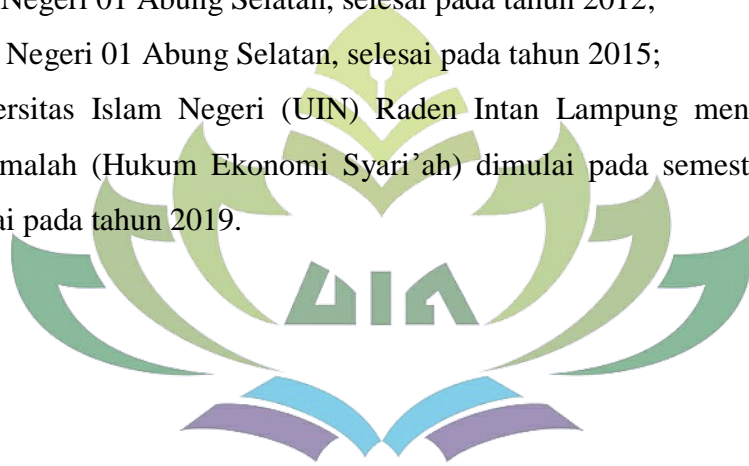 Negeri 01 Abung Selatan, selesai pada tahun 2012;
Negeri 01 Abung Selatan, selesai pada tahun 2015;
ersitas Islam Negeri (UIN) Raden Intan Lampung men
malah (Hukum Ekonomi Syari’ah) dimulai pada semest
ai pada tahun 2019.
UIN